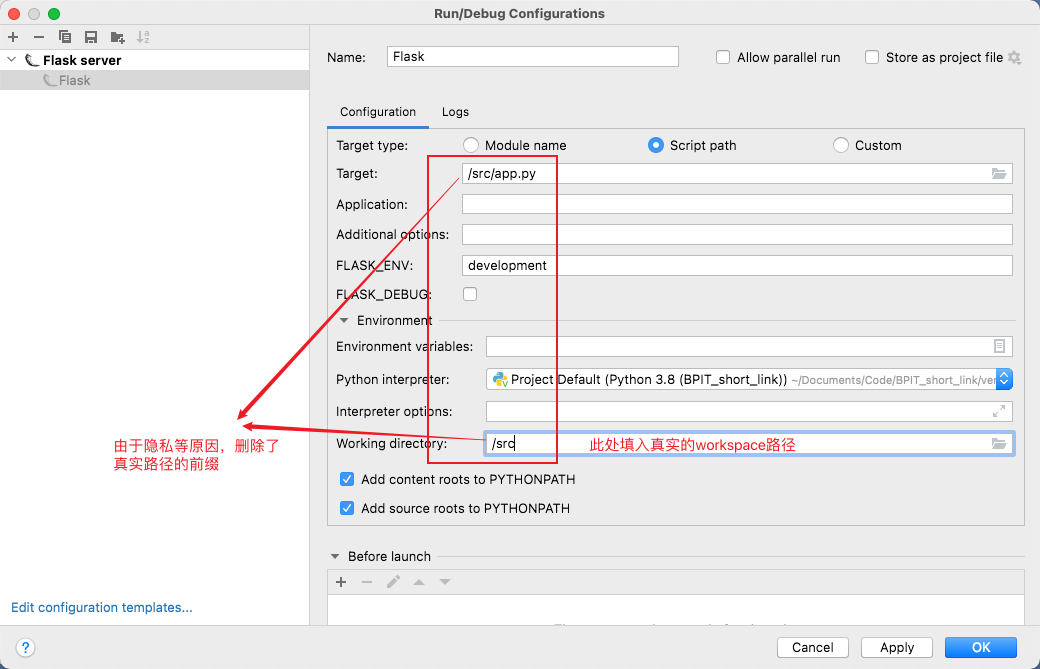 Run/Debug Configurations
Flask server
Flask
Name: Flask
Allow parallel run
Store as project file
Configuration Logs
Target type: Module name Script path Custom
Target: /src/app.py
Application:
Additional options:
FLASK_ENV: development
FLASK_DEBUG:
Environment
Environment variables:
Python interpreter: Project Default (Python 3.8 (BPIT_short_link)) ~/Documents/Code/BPIT_short_link/ver
Interpreter options:
Working directory: /src 此处填入真实的workspace路径
由于隐私等原因，删除了
真实路径的前缀
Add content roots to PYTHONPATH
Add source roots to PYTHONPATH
Before launch
Edit configuration templates...
? Cancel Apply OK